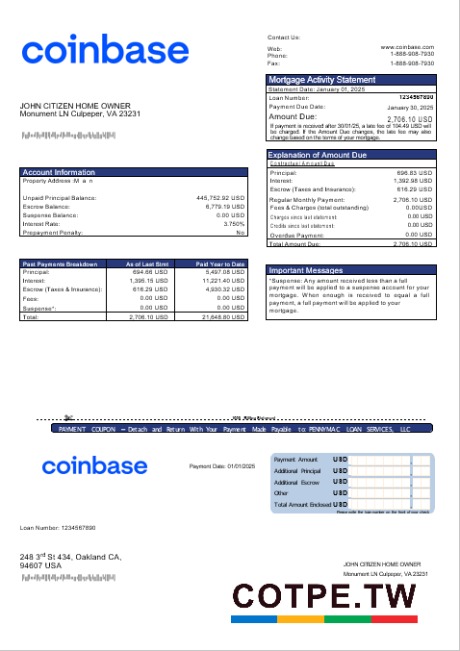 coinbase
Contact Us:
Web: www.coinbase.com
Phone: 1-888-908-7930
Fax: 1-888-908-7930
Mortgage Activity Statement
Statement Date: January 01, 2025
Loan Number: 1234567890
Payment Due Date: January 30, 2025
Amount Due: 2,706.10 USD
If payment is received after 30/01/25, a late fee of 104.49 USD will
be charged. If the Amount Due changes, the late fee may also
change based on the terms.
JOHN CITIZEN HOME OWNER
Monument LN Culpeper, VA 23231
Explanation of Amount Due
Contractual Amount Due
Principal: 696.83 USD
Interest: 1,392.98 USD
Escrow (Taxes and Insurance): 616.29 USD
Regular Monthly Payment: 2,706.10 USD
Fees & Charges (total outstanding) 0.00USD
Charges since last statement: 0.00 USD
Credits since last statement: 0.00 USD
Overdue Payment: 0.00 USD
Total Amount Due: 2,706.10 USD
Account Information
Property Address: M a n
Unpaid Principal Balance: 445,752.92 USD
Escrow Balance: 6,779.19 USD
Suspense Balance: 0.00 USD
Interest Rate: 3.750%
Prepayment Penalty: No
Past Payments Breakdown As of Last Stmt Paid Year to Date
Principal: 694.66 USD 5,497.08 USD
Interest: 1,395.15 USD 11,221.40 USD
Escrow (Taxes & Insurance): 616.29 USD 4,930.32 USD
Fees: 0.00 USD 0.00 USD
Suspense*: 0.00 USD 0.00 USD
Total: 2,706.10 USD 21,648.80 USD
Important Messages
*Suspense: Any amount received less than a full
payment will be applied to a suspense account for your
mortgage. When enough is received to equal a full
payment, a full payment will be applied to your
mortgage.
PAYMENT COUPON – Detach and Return With Your Payment Made Payable to: PENNYMAC LOAN SERVICES, LLC
coinbase
Payment Date: 01/01/2025
Payment Amount USD
Additional Principal USD
Additional Escrow USD
Other USD
Total Amount Enclosed USD
Loan Number: 1234567890
248 3rd St 434, Oakland CA,
94607 USA
JOHN CITIZEN HOME OWNER
Monument LN Culpeper, VA 23231
COTPE.TW